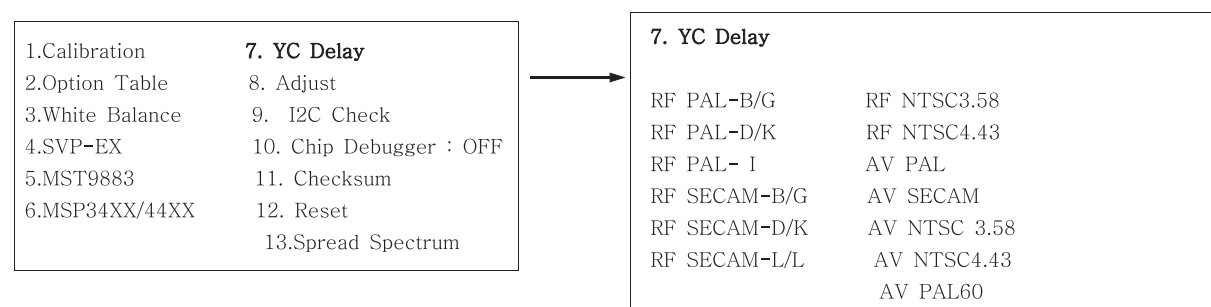 1.Calibration
2.Option Table
3.White Balance
4.SVP-EX
5.MST9883
6.MSP34XX/44XX
7. YC Delay
8. Adjust
9. I2C Check
10. Chip Debugger : OFF
11. Checksum
12. Reset
13.Spread Spectrum
7. YC Delay
RF PAL-B/G
RF PAL-D/K
RF PAL- I
RF SECAM-B/G
RF SECAM-D/K
RF SECAM-L/L
RF NTSC3.58
RF NTSC4.43
AV PAL
AV SECAM
AV NTSC 3.58
AV NTSC4.43
AV PAL60